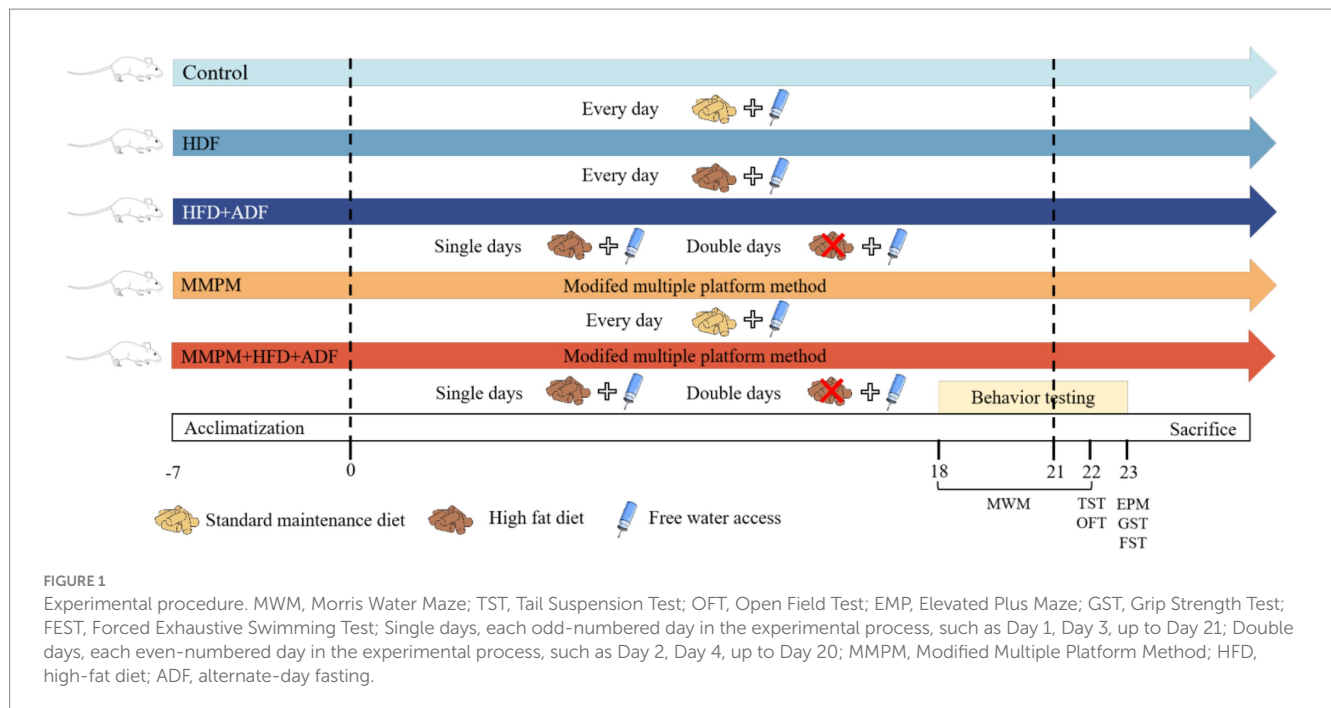 Control
Every day
HDF
Every day
HFD+ADF
Single days
Double days
MMPM
Modifed multiple platform method
Every day
MMPM+HFD+ADF
Modifed multiple platform method
Single days
Double days
Behavior testing
Acclimatization
Sacrifice
-7
0
18
21
22
23
MWM
TST
OFT
EPM
GST
FST
Standard maintenance diet
High fat diet
Free water access
FIGURE 1
Experimental procedure. MWM, Morris Water Maze; TST, Tail Suspension Test; OFT, Open Field Test; EMP, Elevated Plus Maze; GST, Grip Strength Test;
FEST, Forced Exhaustive Swimming Test; Single days, each odd-numbered day in the experimental process, such as Day 1, Day 3, up to Day 21; Double
days, each even-numbered day in the experimental process, such as Day 2, Day 4, up to Day 20; MMPM, Modified Multiple Platform Method; HFD,
high-fat diet; ADF, alternate-day fasting.